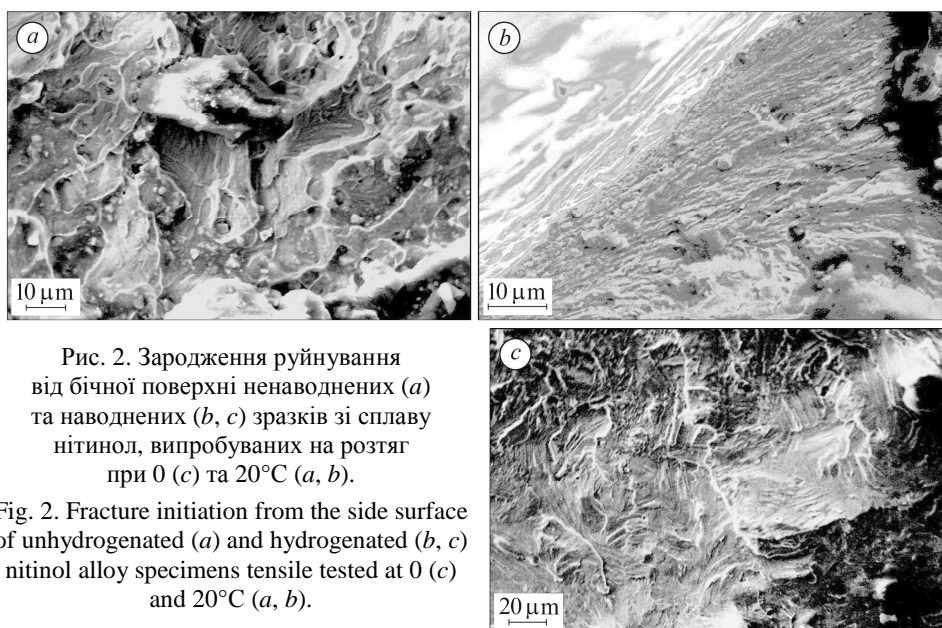 a
b
10 μm
10 μm
c
Рис. 2. Зародження руйнування
від бічної поверхні ненаводнених (a)
та наводнених (b, c) зразків зі сплаву
нітинол, випробуваних на розтяг
при 0 (c) та 20°C (a, b).
Fig. 2. Fracture initiation from the side surface
of unhydrogenated (a) and hydrogenated (b, c)
nitinol alloy specimens tensile tested at 0 (c)
and 20°C (a, b).
20 μm